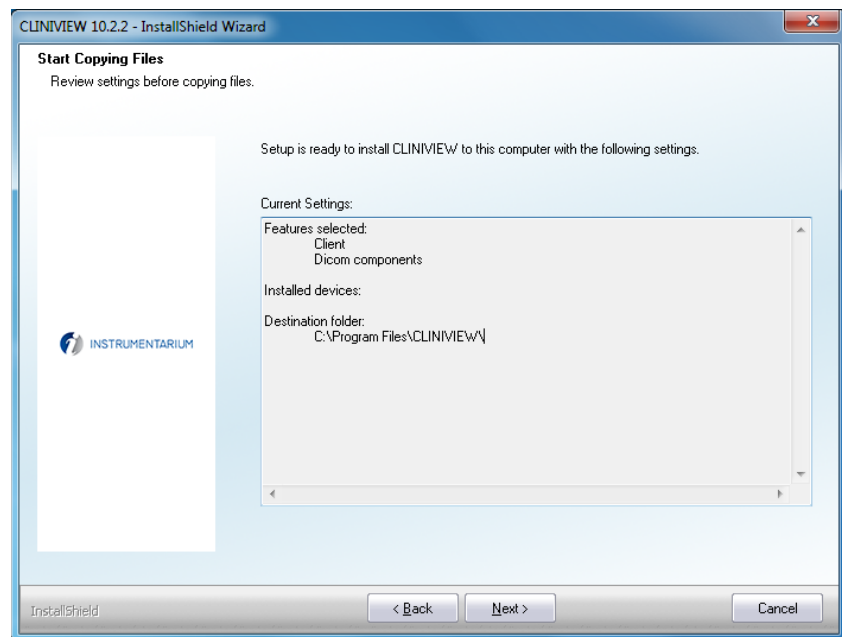 CLINIVIEW 10.2.2 - InstallShield Wizard
Start Copying Files
Review settings before copying files.
Setup is ready to install CLINIVIEW to this computer with the following settings.
Current Settings:
Features selected:
Client
Dicom components
Installed devices:
Destination folder:
C:\Program Files\CLINIVIEW\
INSTRUMENTARIUM
InstallShield
< Back
Next >
Cancel